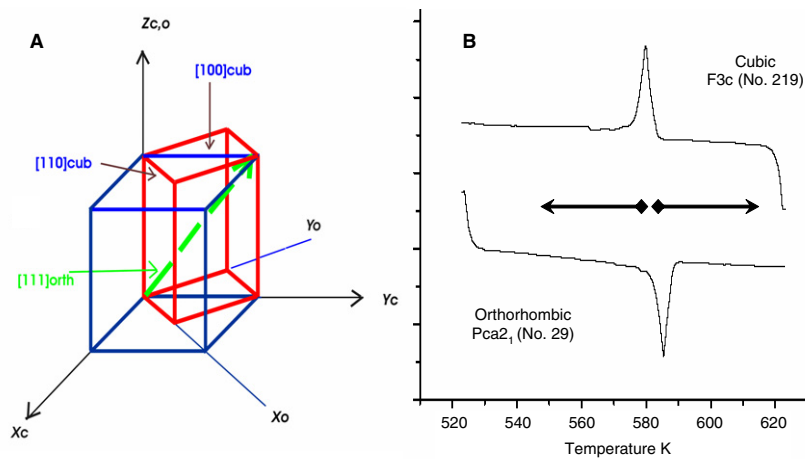 A
Zc,o
[100]cub
[110]cub
Yo
[111]orth
Yc
Xo
Xc
B
Cubic
F3c (No. 219)
Orthorhombic
Pca2₁ (No. 29)
520 540 560 580 600 620
Temperature K